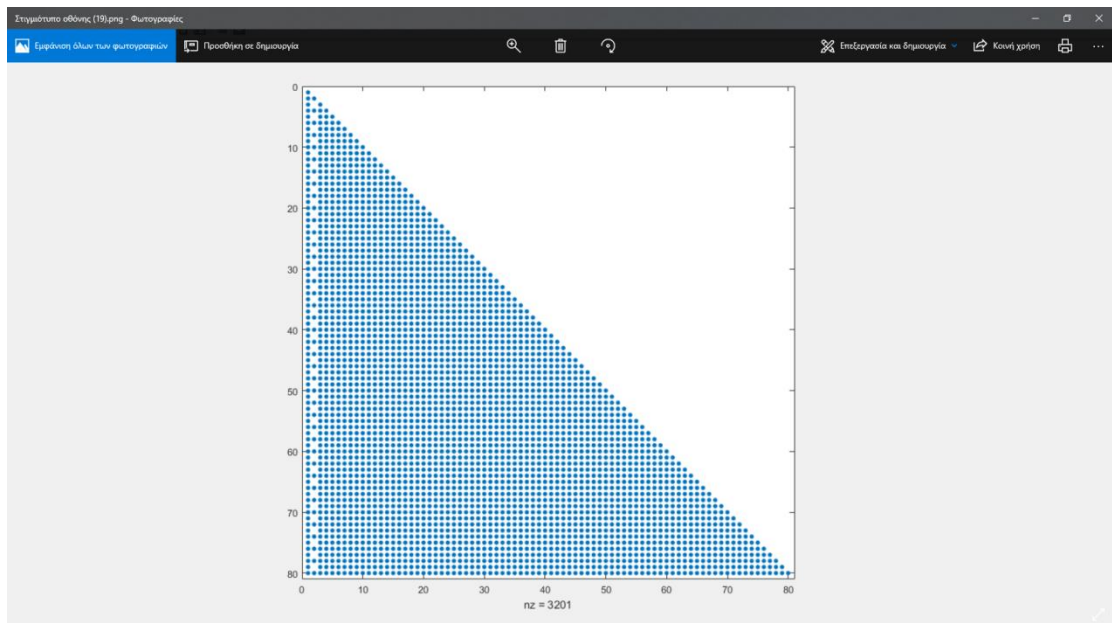 Στιγμιότυπο οθόνης (19).png - Φωτογραφίες
Εμφάνιση όλων των φωτογραφιών
Προσθήκη σε δημιουργία
Επεξεργασία και δημιουργία
Κοινή χρήση
0
10
20
30
40
50
60
70
80
0 10 20 30 40 50 60 70 80
nz = 3201